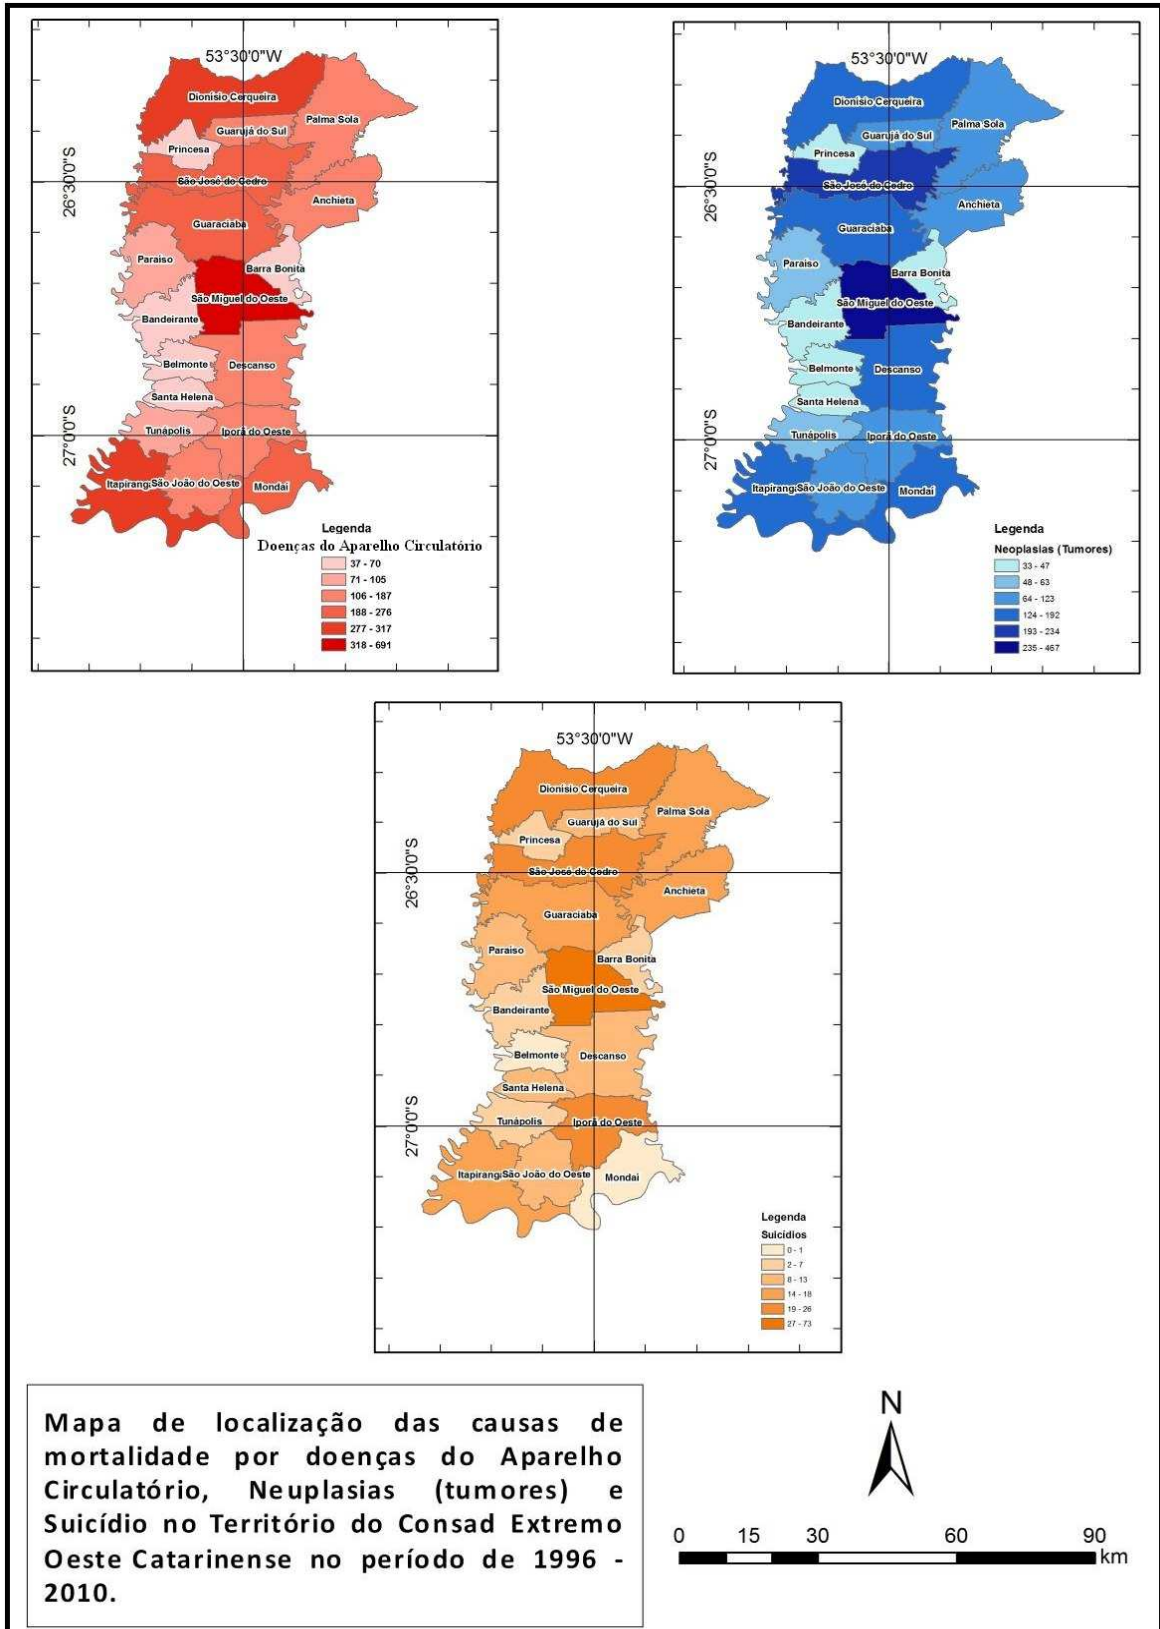 53°30'0"W
26°30'0"S
27°0'0"S
Dionísio Cerqueira
Palma Sola
Guarujá do Sul
Princesa
São José do Cedro
Anchieta
Guaraciaba
Paraíso
Barra Bonita
São Miguel do Oeste
Bandeirante
Belmonte
Descanso
Santa Helena
Tunápolis
Iporã do Oeste
Itapiranga
São João do Oeste
Mondaí
Legenda
Doenças do Aparelho Circulatório
37 - 70
71 - 105
106 - 187
188 - 276
277 - 317
318 - 691
53°30'0"W
26°30'0"S
27°0'0"S
Dionísio Cerqueira
Palma Sola
Guarujá do Sul
Princesa
São José do Cedro
Anchieta
Guaraciaba
Paraíso
Barra Bonita
São Miguel do Oeste
Bandeirante
Belmonte
Descanso
Santa Helena
Tunápolis
Iporã do Oeste
Itapiranga
São João do Oeste
Mondaí
Legenda
Neoplasias (Tumores)
33 - 47
48 - 63
64 - 123
124 - 192
193 - 234
235 - 467
53°30'0"W
26°30'0"S
27°0'0"S
Dionísio Cerqueira
Palma Sola
Guarujá do Sul
Princesa
São José do Cedro
Anchieta
Guaraciaba
Paraíso
Barra Bonita
São Miguel do Oeste
Bandeirante
Belmonte
Descanso
Santa Helena
Tunápolis
Iporã do Oeste
Itapiranga
São João do Oeste
Mondaí
Legenda
Suicídios
0 - 1
2 - 7
8 - 13
14 - 18
19 - 26
27 - 73
Mapa de localização das causas de
mortalidade por doenças do Aparelho
Circulatório, Neuplasias (tumores) e
Suicídio no Território do Consad Extremo
Oeste Catarinense no período de 1996 -
2010.
N
0 15 30 60 90
km